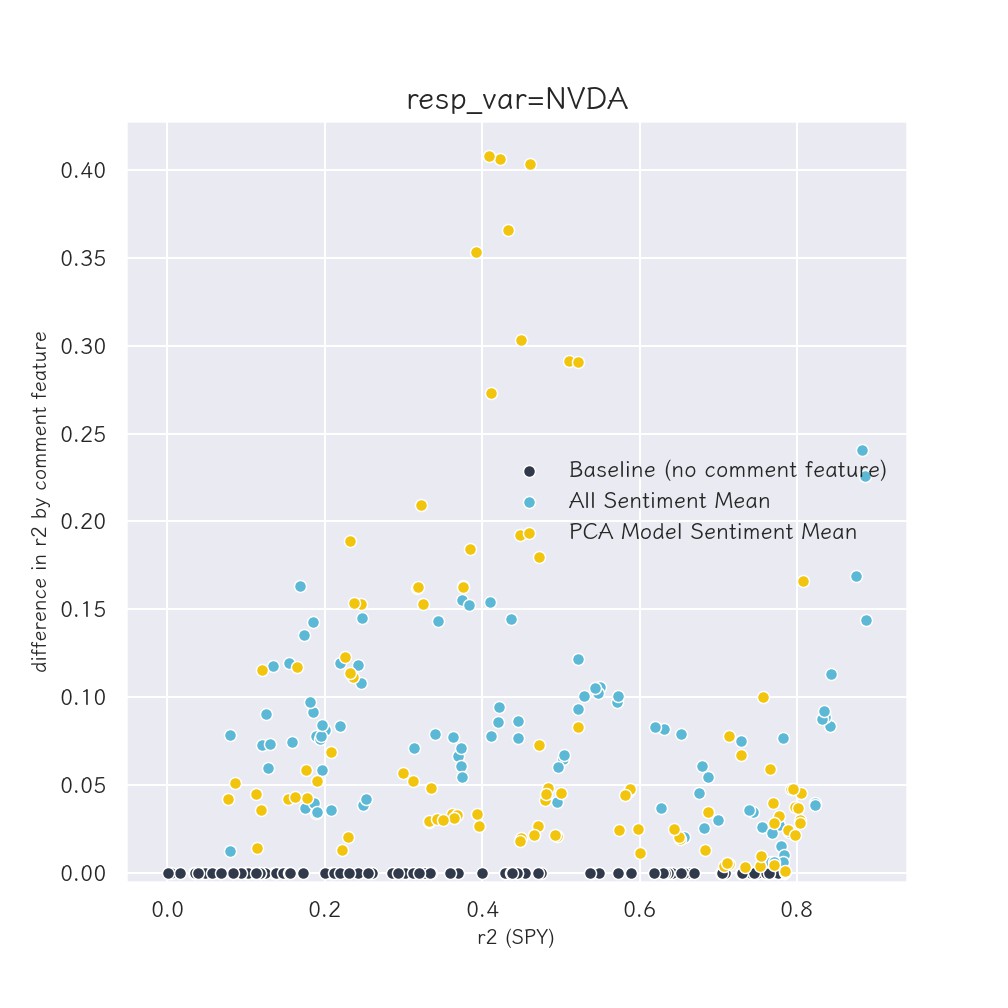 resp_var=NVDA
0.40
0.35
0.30
0.25
0.20
0.15
0.10
0.05
0.00
difference in r2 by comment feature
Baseline (no comment feature)
All Sentiment Mean
PCA Model Sentiment Mean
0.0 0.2 0.4 0.6 0.8
r2 (SPY)